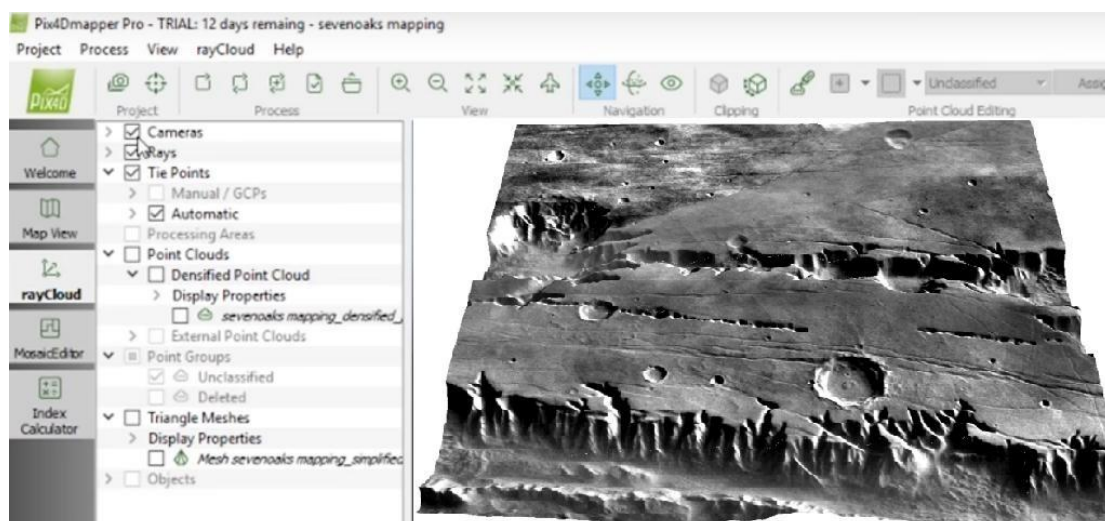 Pix4Dmapper Pro - TRIAL: 12 days remaing - sevenoaks mapping
Project Process View rayCloud Help
PIX4D
Project Process View Navigation Clipping Point Cloud Editing
Unclassified
Assig
Welcome
Map View
rayCloud
MosaicEditor
Index
Calculator
Cameras
Rays
Tie Points
Manual / GCPs
Automatic
Processing Areas
Point Clouds
Densified Point Cloud
Display Properties
sevenoaks mapping_densified_
External Point Clouds
Point Groups
Unclassified
Deleted
Triangle Meshes
Display Properties
Mesh sevenoaks mapping_simplified
Objects